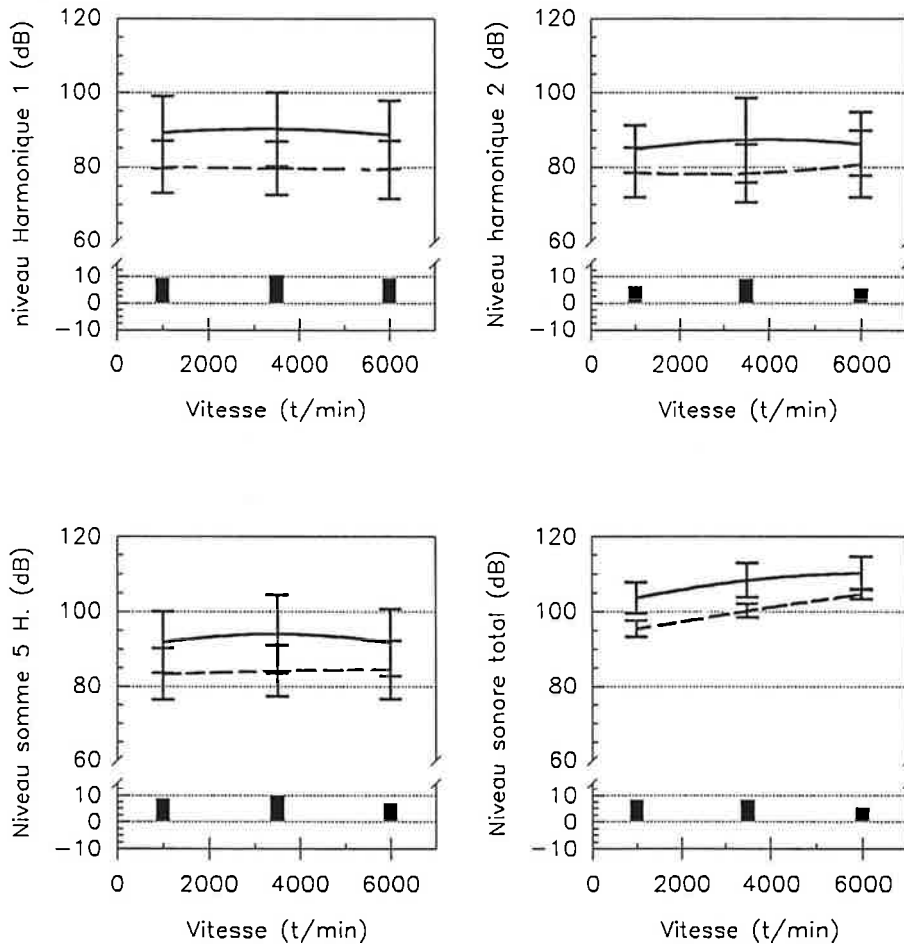 niveau Harmonique 1 (dB)
120
100
80
60
10
0
−10
0 2000 4000 6000
Vitesse (t/min)
Niveau harmonique 2 (dB)
120
100
80
60
10
0
−10
0 2000 4000 6000
Vitesse (t/min)
Niveau somme 5 H. (dB)
120
100
80
60
10
0
−10
0 2000 4000 6000
Vitesse (t/min)
Niveau sonore total (dB)
120
100
80
60
10
0
−10
0 2000 4000 6000
Vitesse (t/min)